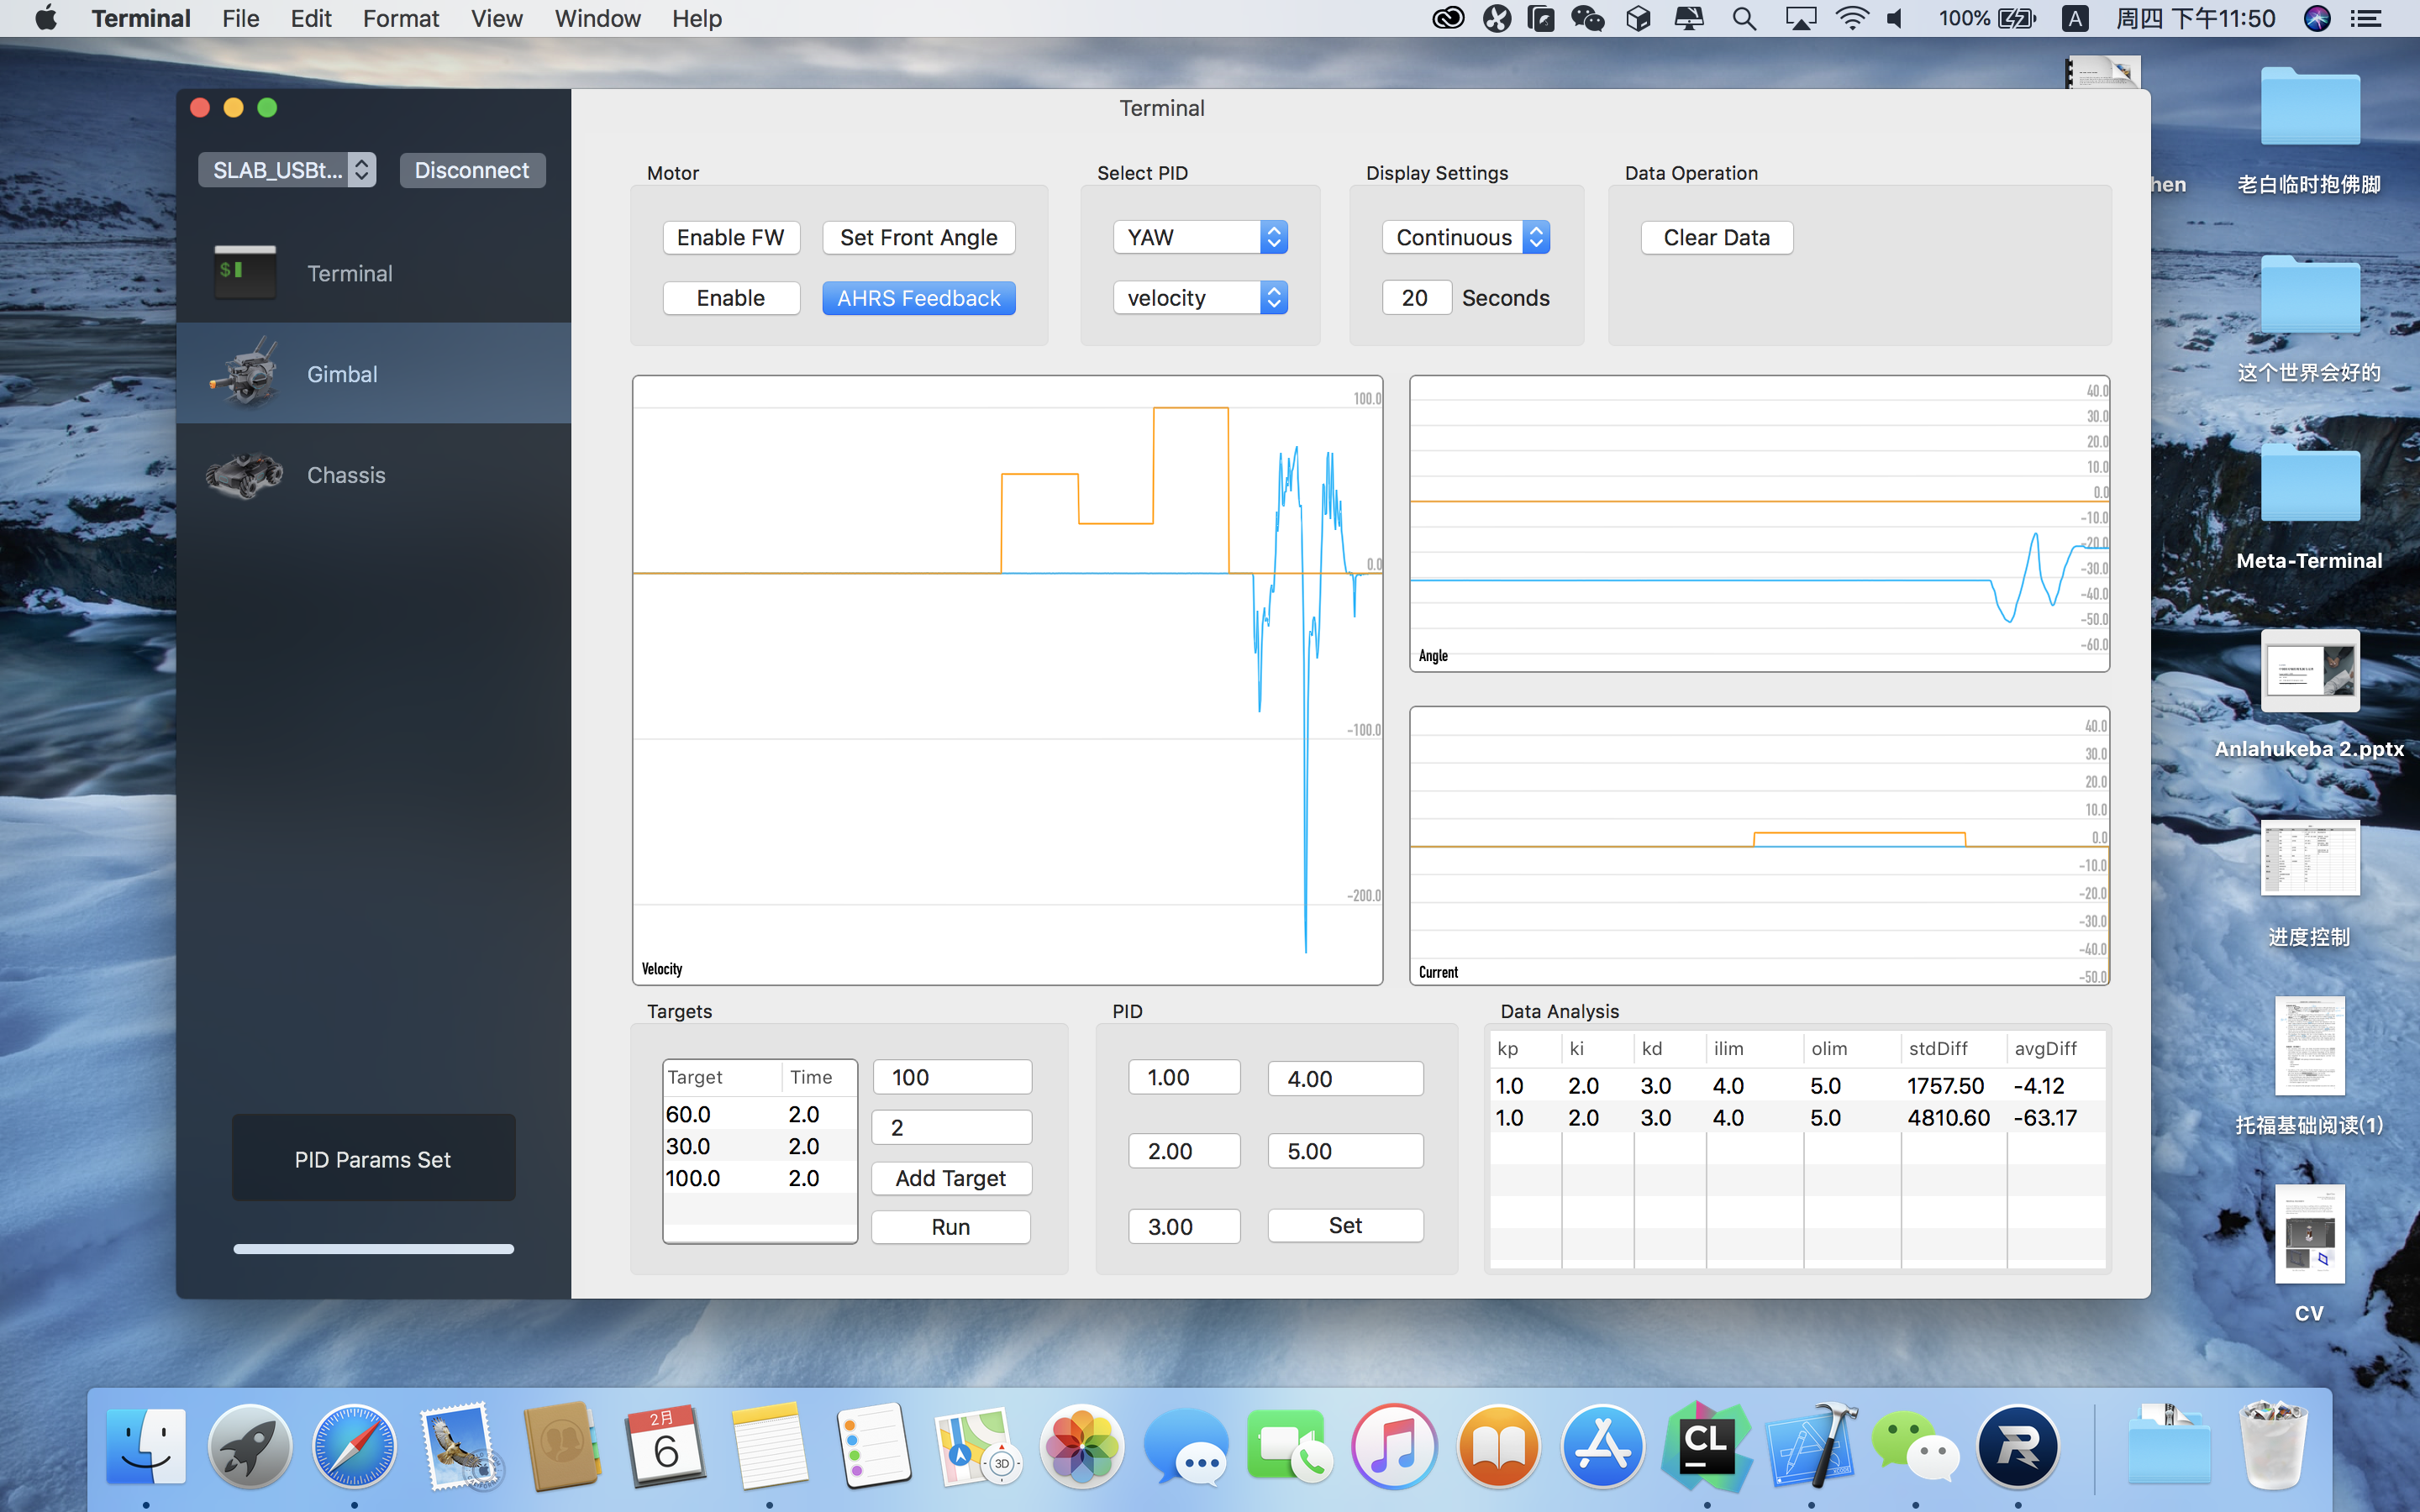 Terminal File Edit Format View Window Help
100% A 周四 下午11:50
Terminal
SLAB_USBt... Disconnect
$
Terminal
Gimbal
Chassis
PID Params Set
Motor
Enable FW Set Front Angle
Enable AHRS Feedback
Select PID
YAW
velocity
Display Settings
Continuous
20 Seconds
Data Operation
Clear Data
100.0
0.0
-100.0
-200.0
Velocity
40.0
30.0
20.0
10.0
0.0
-10.0
-20.0
-30.0
-40.0
-50.0
-60.0
Angle
40.0
30.0
20.0
10.0
0.0
-10.0
-20.0
-30.0
-40.0
-50.0
Current
Targets
Target Time
60.0 2.0
30.0 2.0
100.0 2.0
100
2
Add Target
Run
PID
1.00 4.00
2.00 5.00
3.00 Set
Data Analysis
kp ki kd ilim olim stdDiff avgDiff
1.0 2.0 3.0 4.0 5.0 1757.50 -4.12
1.0 2.0 3.0 4.0 5.0 4810.60 -63.17
hen
老白临时抱佛脚
这个世界会好的
Meta-Terminal
Anlahukeba 2.pptx
进度控制
托福基础阅读(1)
CV
2月
6
3D
CL
R